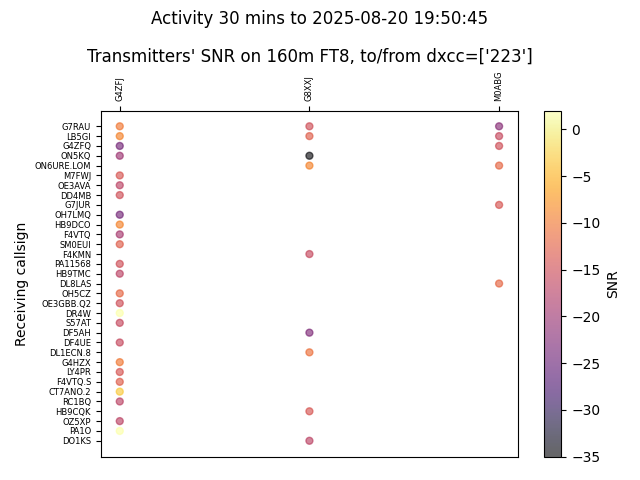 Activity 30 mins to 2025-08-20 19:50:45
Transmitters' SNR on 160m FT8, to/from dxcc=['223']
G4ZFJ
G8XXJ
M0ABG
G7RAU
LB5GI
G4ZFQ
ON5KQ
ON6URE.LOM
M7FWJ
OE3AVA
DD4MB
G7JUR
OH7LMQ
HB9DCO
F4VTQ
SM0EUI
F4KMN
PA11568
HB9TMC
DL8LAS
OH5CZ
OE3GBB.Q2
DR4W
S57AT
DF5AH
DF4UE
DL1ECN.8
G4HZX
LY4PR
F4VTQ.S
CT7ANO.2
RC1BQ
HB9CQK
OZ5XP
PA1O
DO1KS
Receiving callsign
0
−5
−10
−15
−20
−25
−30
−35
SNR